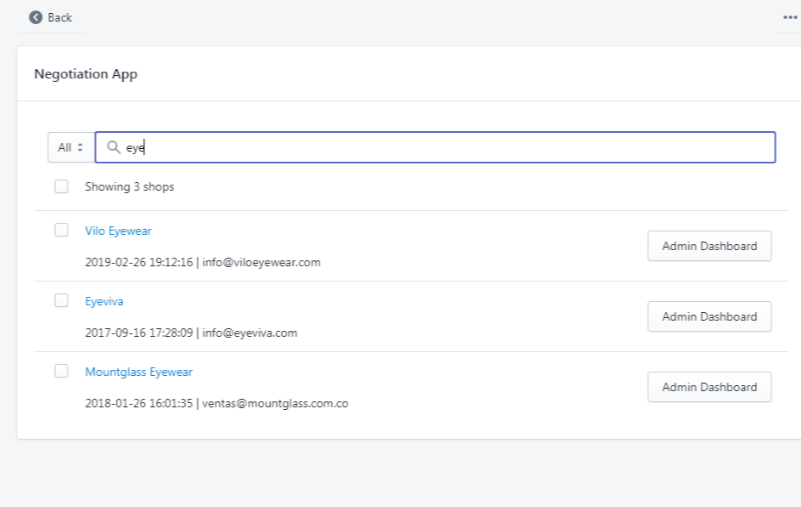 Back
Negotiation App
All
eye
Showing 3 shops
Vilo Eyewear
Admin Dashboard
2019-02-26 19:12:16 | info@viloeyewear.com
Eyeviva
Admin Dashboard
2017-09-16 17:28:09 | info@eyeviva.com
Mountglass Eyewear
Admin Dashboard
2018-01-26 16:01:35 | ventas@mountglass.com.co